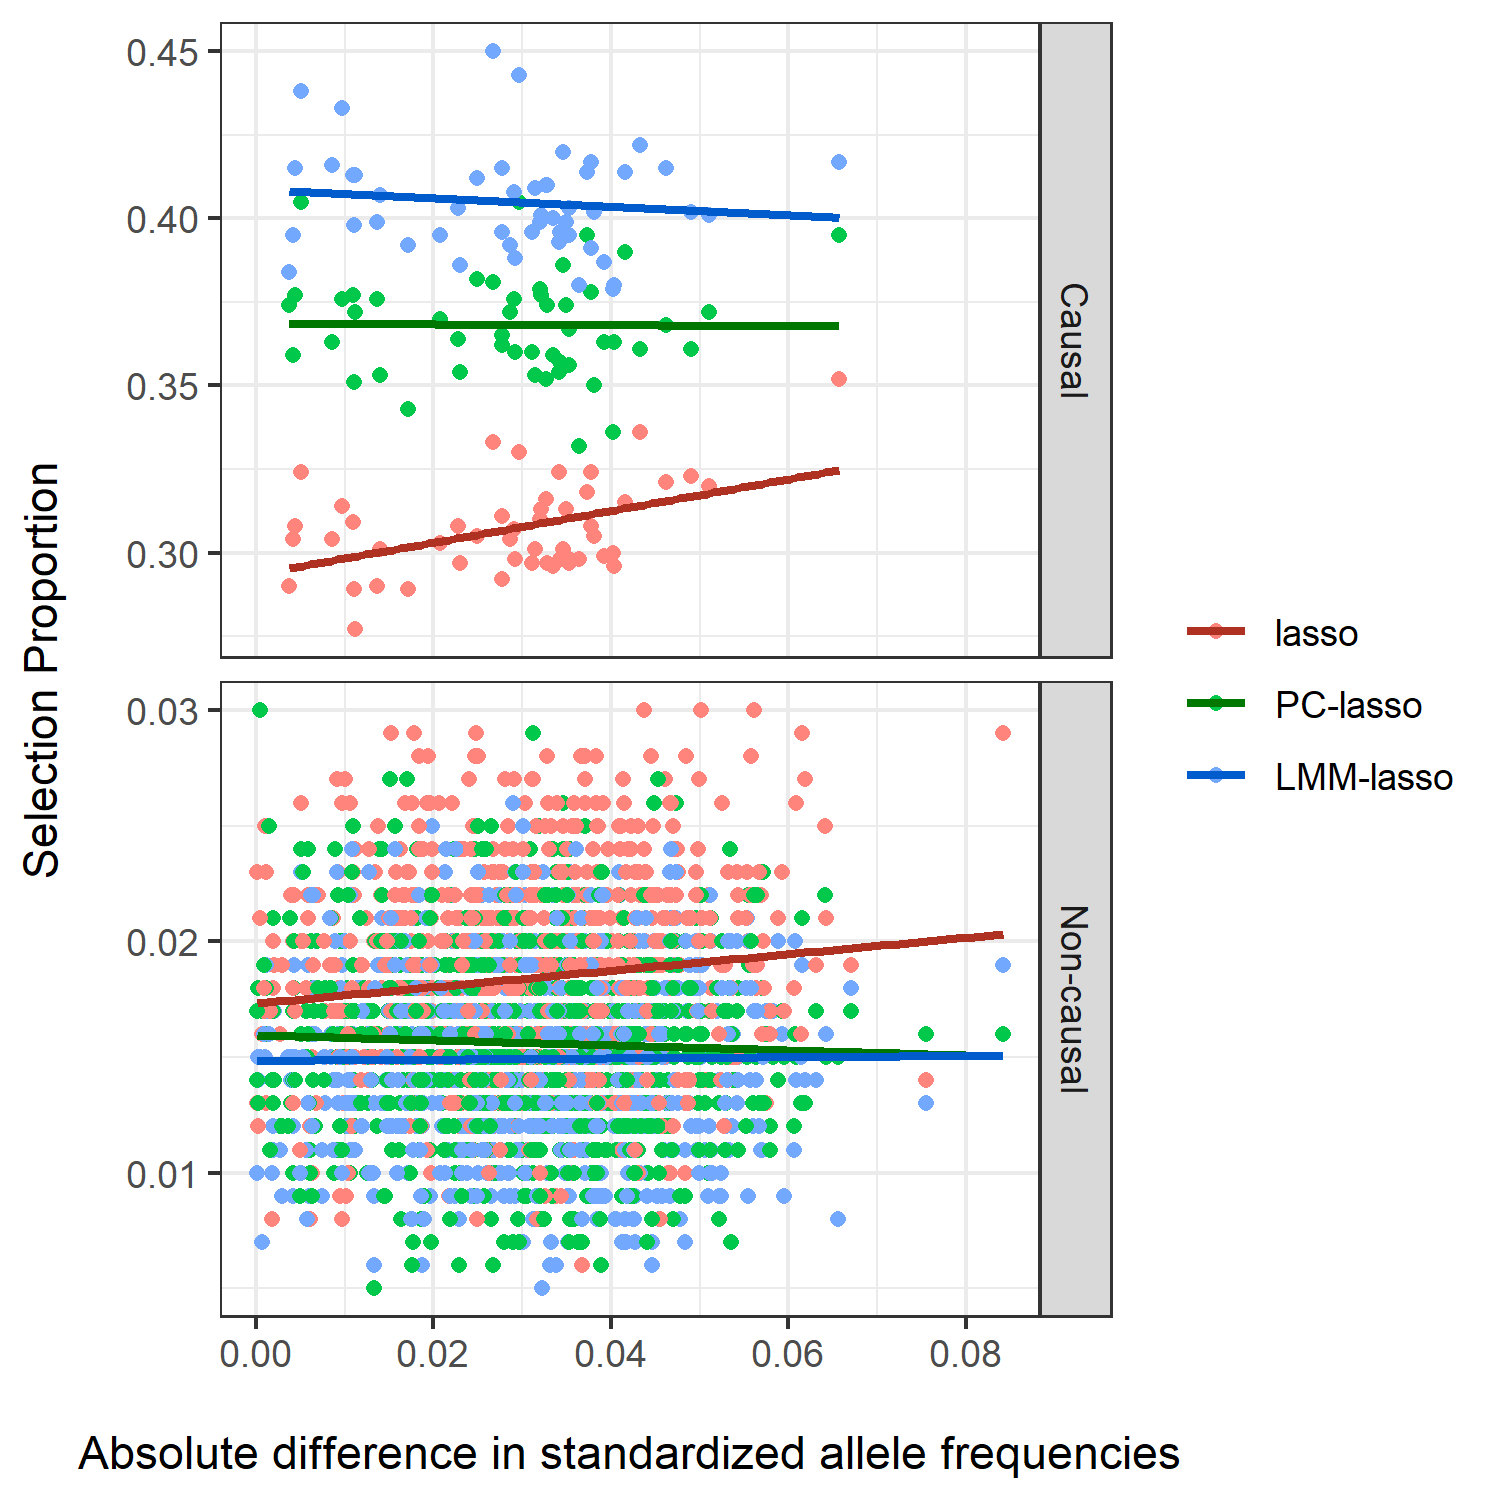 Selection Proportion
0.45
0.40
0.35
0.30
Causal
0.03
0.02
0.01
Non-causal
0.00 0.02 0.04 0.06 0.08
Absolute difference in standardized allele frequencies
lasso
PC-lasso
LMM-lasso